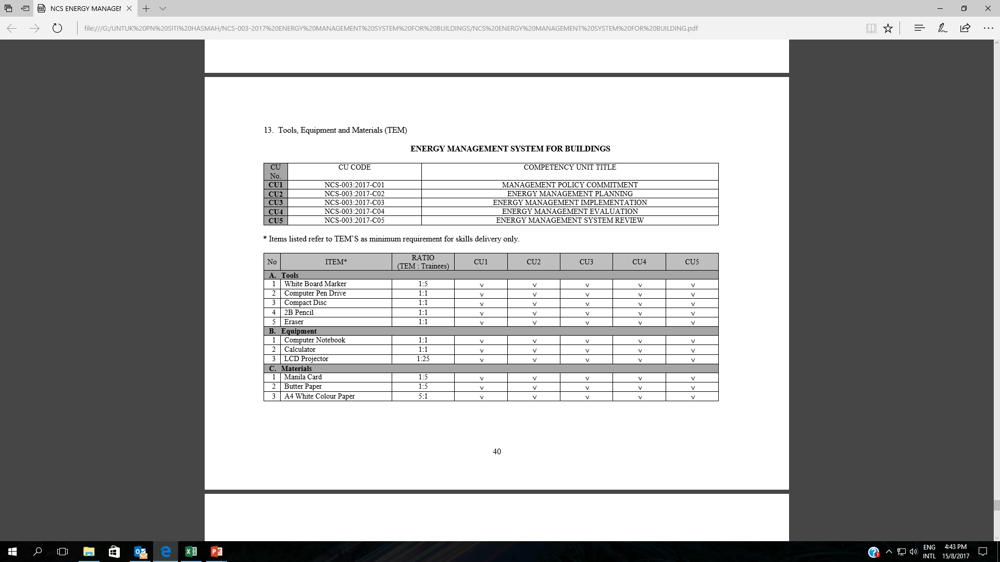 NCS ENERGY MANAGEM
file:///G:/UNTUK%20PN%20SITI%20HASMAH/NCS-003-2017%20ENERGY%20MANAGEMENT%20SYSTEM%20FOR%20BUILDINGS/NCS%20ENERGY%20MANAGEMENT%20SYSTEM%20FOR%20BUILDING.pdf
13. Tools, Equipment and Materials (TEM)
ENERGY MANAGEMENT SYSTEM FOR BUILDINGS
CU No. CU CODE COMPETENCY UNIT TITLE
CU1 NCS-003:2017-C01 MANAGEMENT POLICY COMMITMENT
CU2 NCS-003:2017-C02 ENERGY MANAGEMENT PLANNING
CU3 NCS-003:2017-C03 ENERGY MANAGEMENT IMPLEMENTATION
CU4 NCS-003:2017-C04 ENERGY MANAGEMENT EVALUATION
CU5 NCS-003:2017-C05 ENERGY MANAGEMENT SYSTEM REVIEW
* Items listed refer to TEM'S as minimum requirement for skills delivery only.
No ITEM* RATIO (TEM : Trainees) CU1 CU2 CU3 CU4 CU5
A. Tools
1 White Board Marker 1:5 √ √ √ √ √
2 Computer Pen Drive 1:1 √ √ √ √ √
3 Compact Disc 1:1 √ √ √ √ √
4 2B Pencil 1:1 √ √ √ √ √
5 Eraser 1:1 √ √ √ √ √
B. Equipment
1 Computer Notebook 1:1 √ √ √ √ √
2 Calculator 1:1 √ √ √ √ √
3 LCD Projector 1:25 √ √ √ √ √
C. Materials
1 Manila Card 1:5 √ √ √ √ √
2 Butter Paper 1:5 √ √ √ √ √
3 A4 White Colour Paper 5:1 √ √ √ √ √
40
ENG 4:43 PM
INTL 15/8/2017